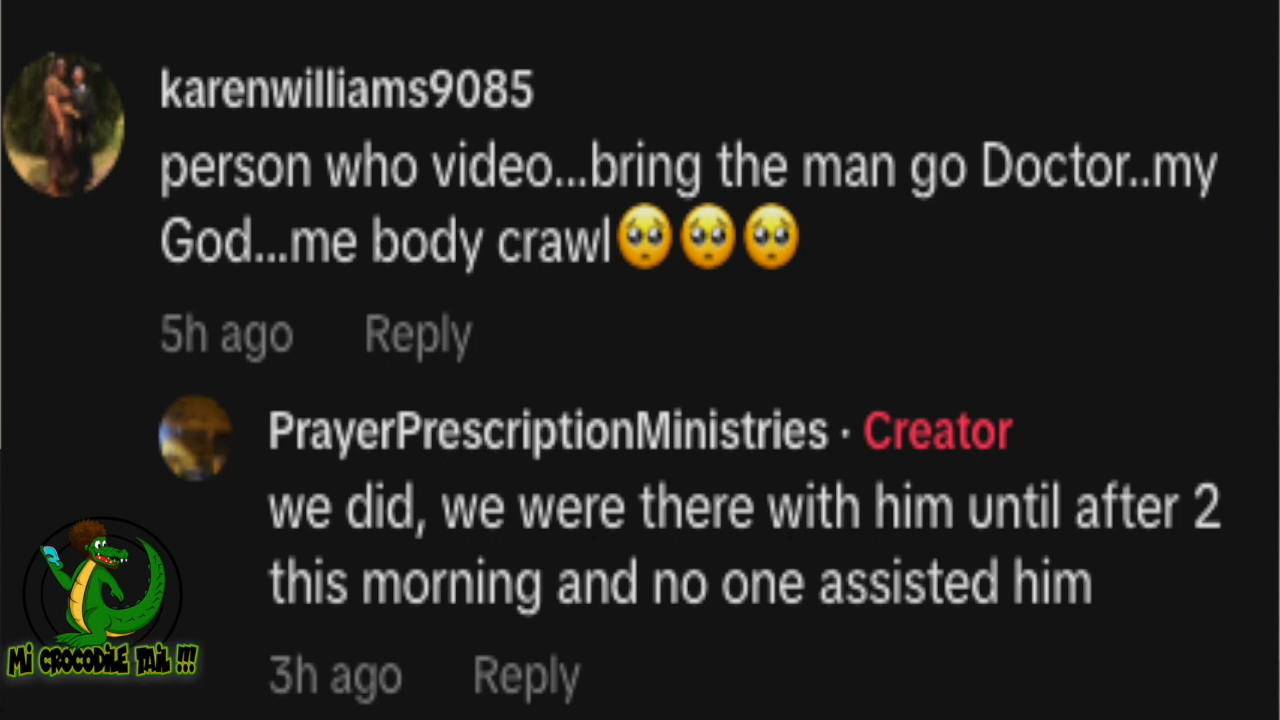 karenwilliams9085
person who video...bring the man go Doctor..my
God...me body crawl🥺🥺🥺
5h ago Reply
PrayerPrescriptionMinistries · Creator
we did, we were there with him until after 2
this morning and no one assisted him
Mi CROCODiLE TAiL !!!
3h ago Reply